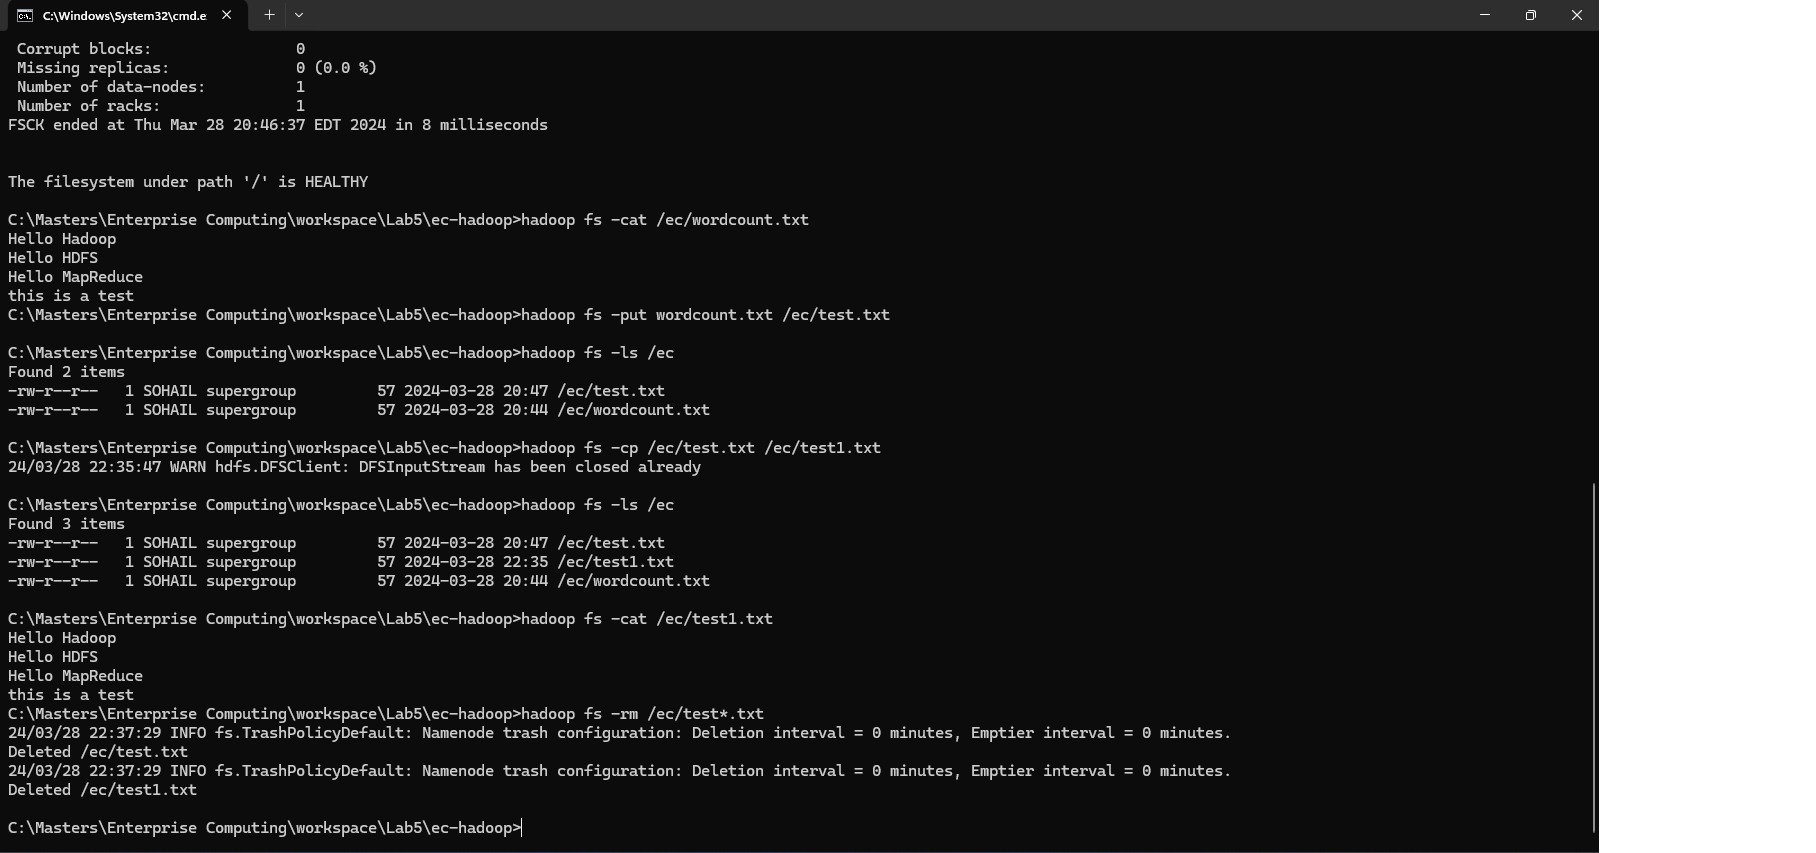 C:\Windows\System32\cmd.e
Corrupt blocks:                0
Missing replicas:              0 (0.0 %)
Number of data-nodes:          1
Number of racks:               1
FSCK ended at Thu Mar 28 20:46:37 EDT 2024 in 8 milliseconds
The filesystem under path '/' is HEALTHY
C:\Masters\Enterprise Computing\workspace\Lab5\ec-hadoop>hadoop fs -cat /ec/wordcount.txt
Hello Hadoop
Hello HDFS
Hello MapReduce
this is a test
C:\Masters\Enterprise Computing\workspace\Lab5\ec-hadoop>hadoop fs -put wordcount.txt /ec/test.txt
C:\Masters\Enterprise Computing\workspace\Lab5\ec-hadoop>hadoop fs -ls /ec
Found 2 items
-rw-r--r--   1 SOHAIL supergroup         57 2024-03-28 20:47 /ec/test.txt
-rw-r--r--   1 SOHAIL supergroup         57 2024-03-28 20:44 /ec/wordcount.txt
C:\Masters\Enterprise Computing\workspace\Lab5\ec-hadoop>hadoop fs -cp /ec/test.txt /ec/test1.txt
24/03/28 22:35:47 WARN hdfs.DFSClient: DFSInputStream has been closed already
C:\Masters\Enterprise Computing\workspace\Lab5\ec-hadoop>hadoop fs -ls /ec
Found 3 items
-rw-r--r--   1 SOHAIL supergroup         57 2024-03-28 20:47 /ec/test.txt
-rw-r--r--   1 SOHAIL supergroup         57 2024-03-28 22:35 /ec/test1.txt
-rw-r--r--   1 SOHAIL supergroup         57 2024-03-28 20:44 /ec/wordcount.txt
C:\Masters\Enterprise Computing\workspace\Lab5\ec-hadoop>hadoop fs -cat /ec/test1.txt
Hello Hadoop
Hello HDFS
Hello MapReduce
this is a test
C:\Masters\Enterprise Computing\workspace\Lab5\ec-hadoop>hadoop fs -rm /ec/test*.txt
24/03/28 22:37:29 INFO fs.TrashPolicyDefault: Namenode trash configuration: Deletion interval = 0 minutes, Emptier interval = 0 minutes.
Deleted /ec/test.txt
24/03/28 22:37:29 INFO fs.TrashPolicyDefault: Namenode trash configuration: Deletion interval = 0 minutes, Emptier interval = 0 minutes.
Deleted /ec/test1.txt
C:\Masters\Enterprise Computing\workspace\Lab5\ec-hadoop>